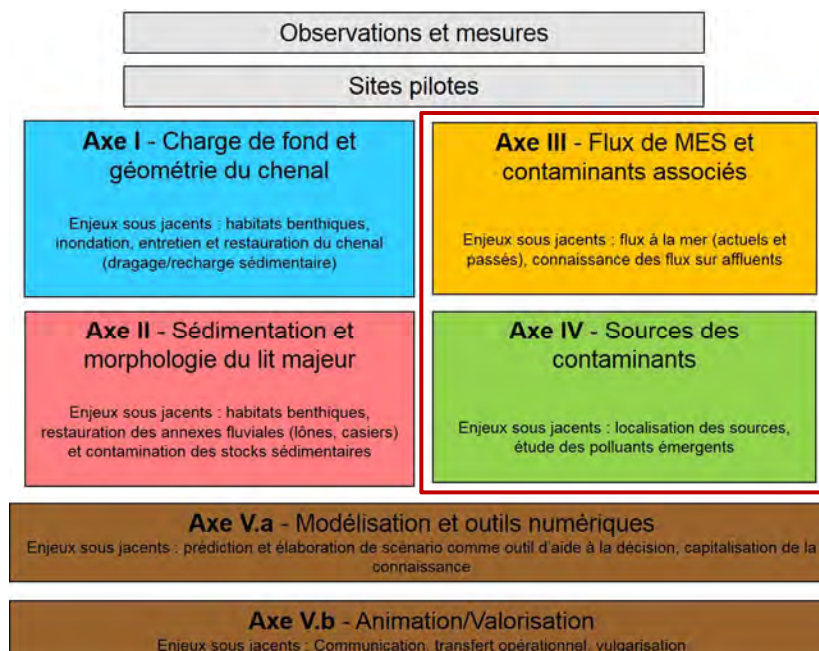 Observations et mesures
Sites pilotes
Axe I - Charge de fond et
géométrie du chenal
Enjeux sous jacents : habitats benthiques,
inondation, entretien et restauration du chenal
(dragage/recharge sédimentaire)
Axe III - Flux de MES et
contaminants associés
Enjeux sous jacents : flux à la mer (actuels et
passés), connaissance des flux sur affluents
Axe II - Sédimentation et
morphologie du lit majeur
Enjeux sous jacents : habitats benthiques,
restauration des annexes fluviales (lônes, casiers)
et contamination des stocks sédimentaires
Axe IV - Sources des
contaminants
Enjeux sous jacents : localisation des sources,
étude des polluants émergents
Axe V.a - Modélisation et outils numériques
Enjeux sous jacents : prédiction et élaboration de scénario comme outil d'aide à la décision, capitalisation de la
connaissance
Axe V.b - Animation/Valorisation
Enjeux sous jacents : Communication, transfert opérationnel, vulgarisation